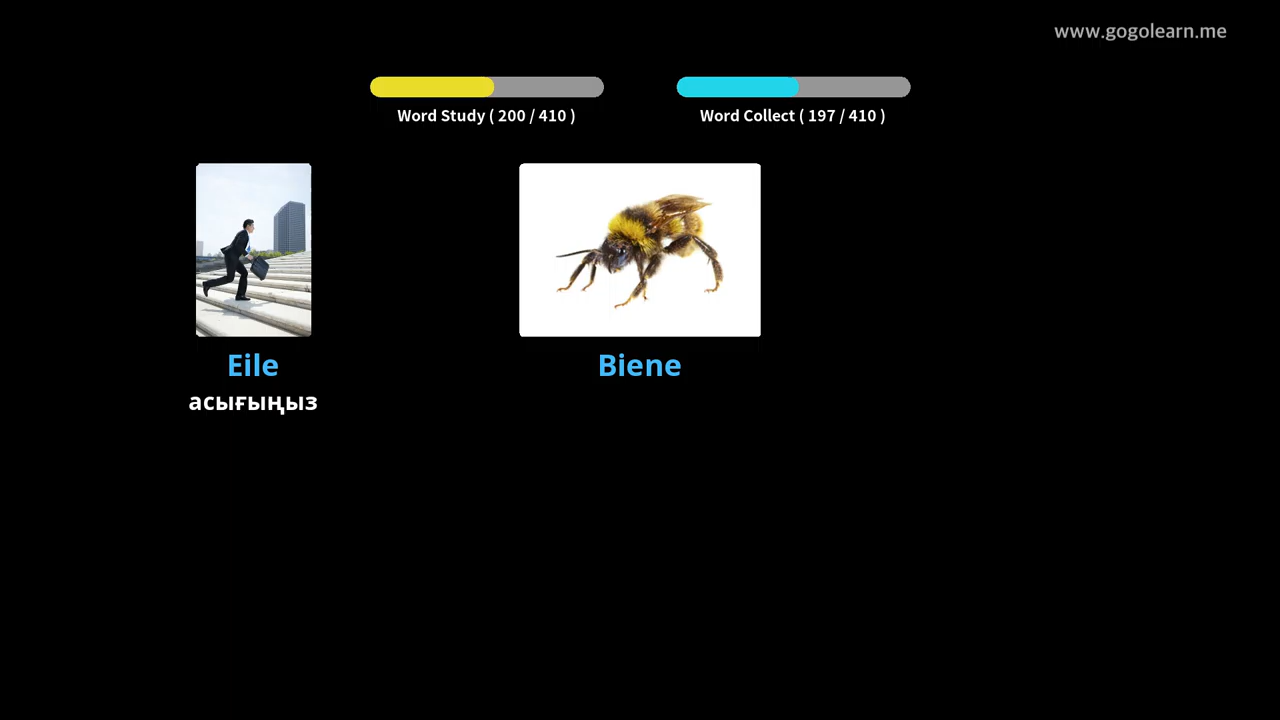 www.gogolearn.me
Word Study ( 200 / 410 )
Word Collect ( 197 / 410 )
Eile
асығыңыз
Biene